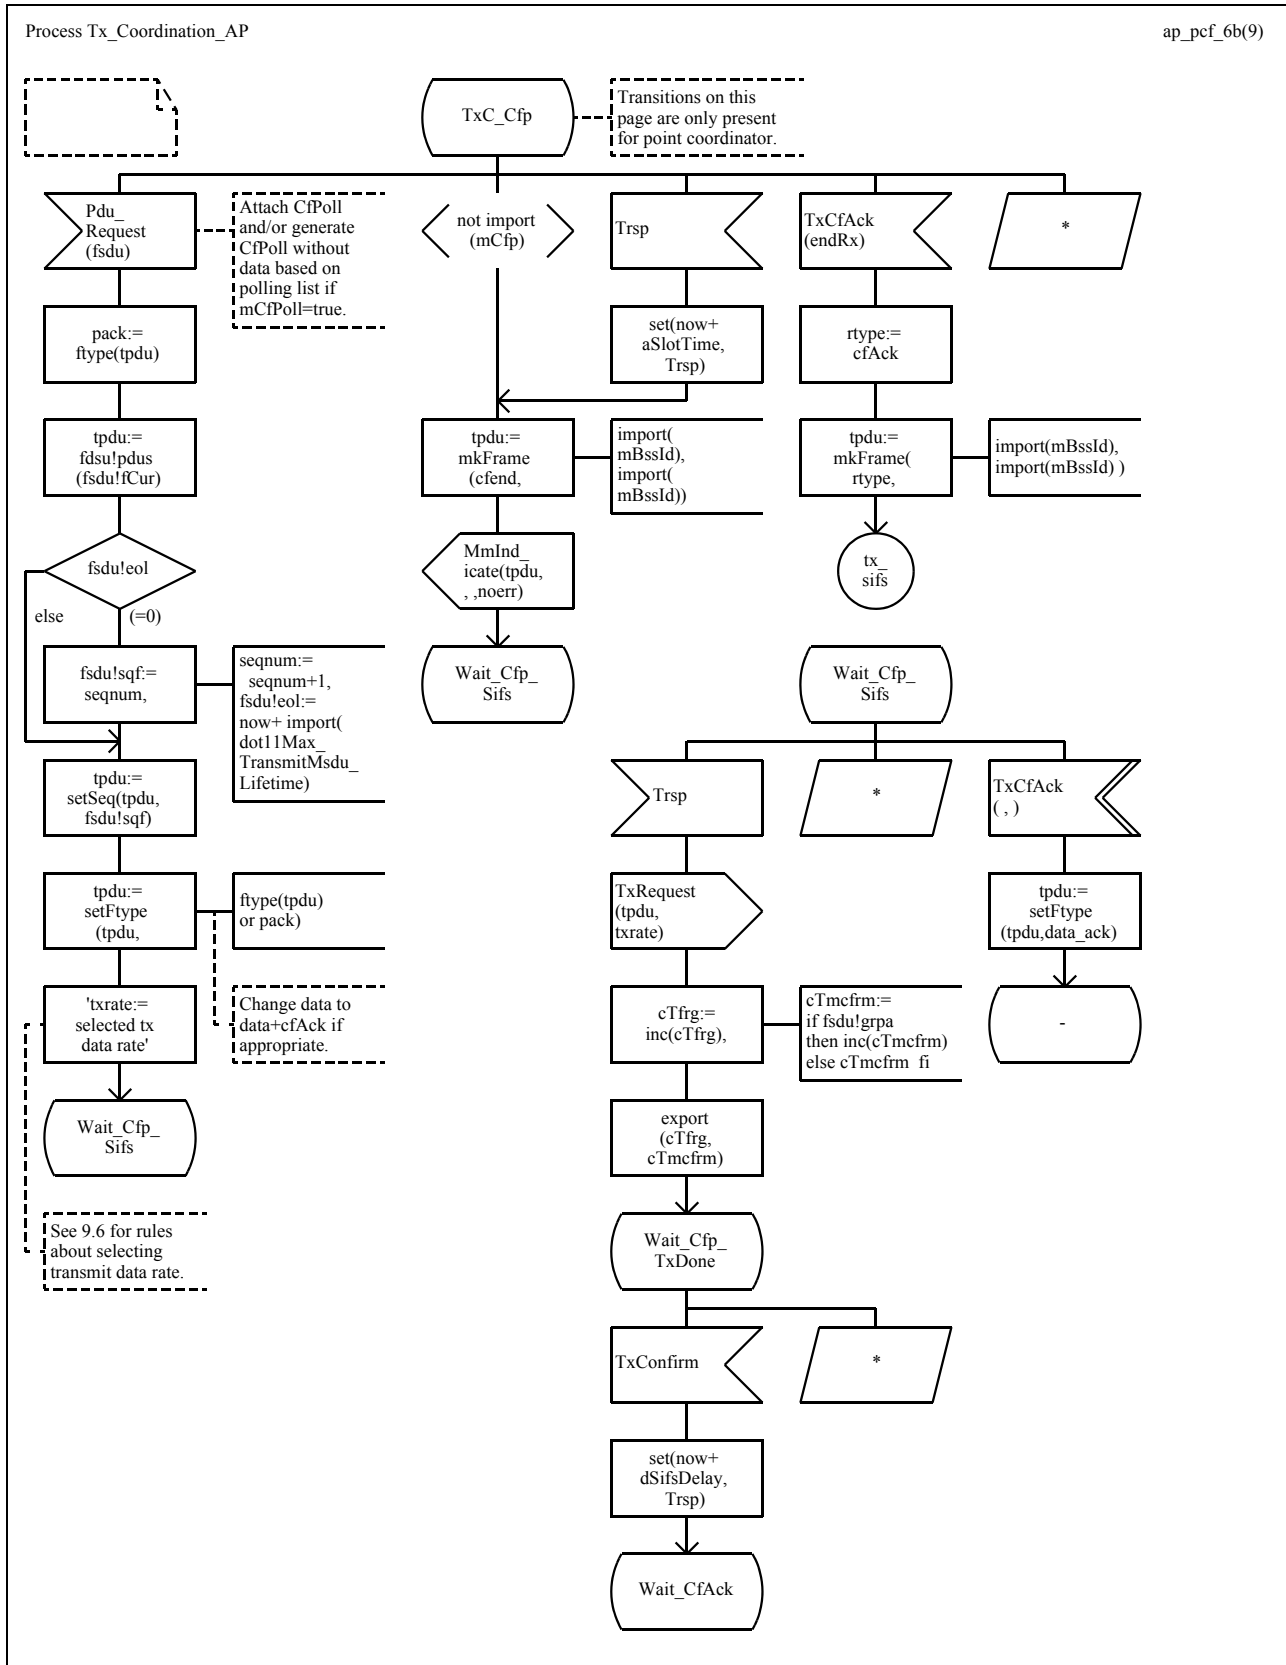 Process Tx_Coordination_AP
ap_pcf_6b(9)
TxC_Cfp
Transitions on this
page are only present
for point coordinator.
Pdu_
Request
(fsdu)
Attach CfPoll
and/or generate
CfPoll without
data based on
polling list if
mCfPoll=true.
not import
(mCfp)
Trsp
TxCfAck
(endRx)
*
pack:=
ftype(tpdu)
set(now+
aSlotTime,
Trsp)
rtype:=
cfAck
tpdu:=
fdsu!pdus
(fsdu!fCur)
tpdu:=
mkFrame
(cfend,
import(
mBssId),
import(
mBssId))
tpdu:=
mkFrame(
rtype,
import(mBssId),
import(mBssId) )
fsdu!eol
else
(=0)
MmInd_
icate(tpdu,
, ,noerr)
tx_
sifs
fsdu!sqf:=
seqnum,
seqnum:=
seqnum+1,
fsdu!eol:=
now+ import(
dot11Max_
TransmitMsdu_
Lifetime)
Wait_Cfp_
Sifs
Wait_Cfp_
Sifs
tpdu:=
setSeq(tpdu,
fsdu!sqf)
Trsp
*
TxCfAck
( , )
tpdu:=
setFtype
(tpdu,
ftype(tpdu)
or pack)
TxRequest
(tpdu,
txrate)
tpdu:=
setFtype
(tpdu,data_ack)
'txrate:=
selected tx
data rate'
Change data to
data+cfAck if
appropriate.
cTfrg:=
inc(cTfrg),
cTmcfrm:=
if fsdu!grpa
then inc(cTmcfrm)
else cTmcfrm fi
-
Wait_Cfp_
Sifs
export
(cTfrg,
cTmcfrm)
See 9.6 for rules
about selecting
transmit data rate.
Wait_Cfp_
TxDone
TxConfirm
*
set(now+
dSifsDelay,
Trsp)
Wait_CfAck